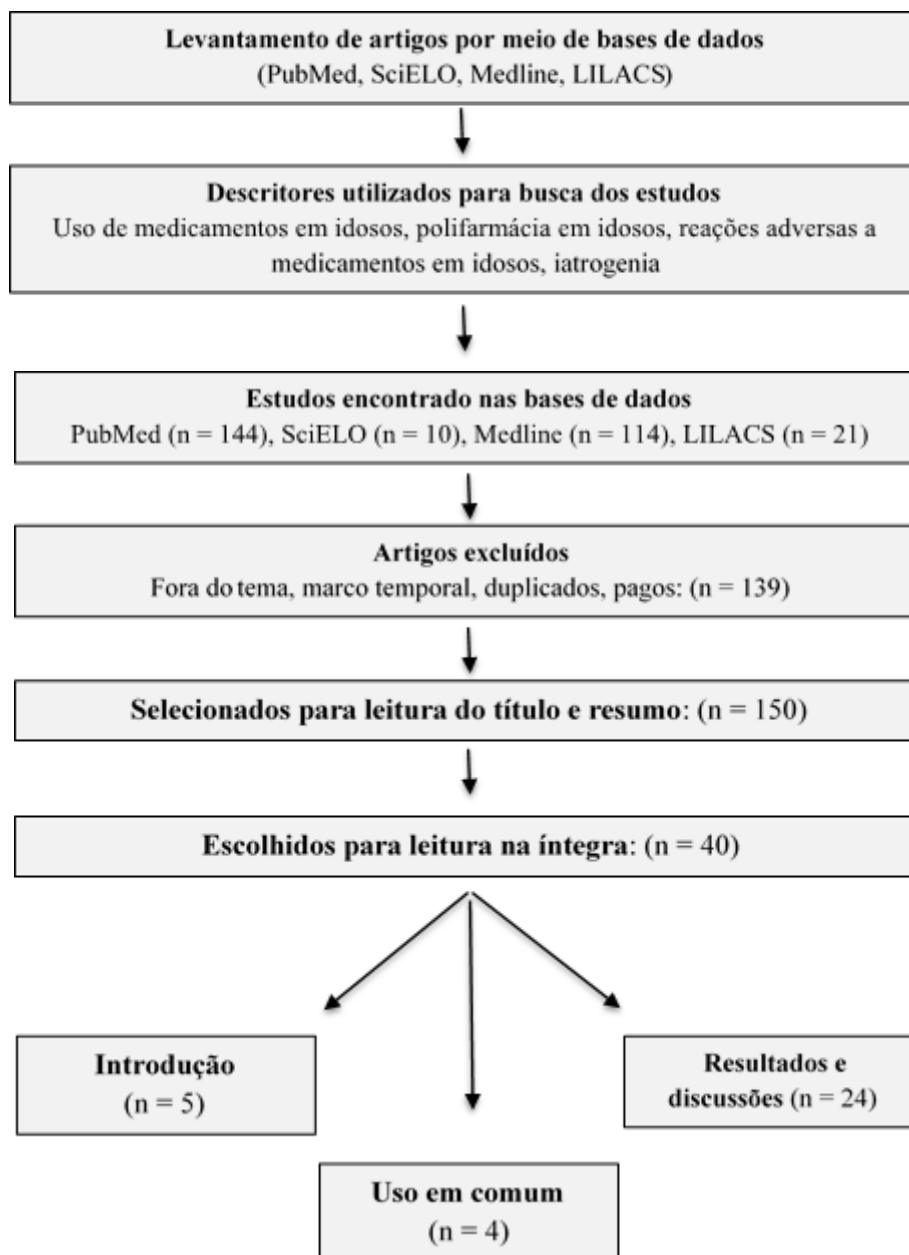 Levantamento de artigos por meio de bases de dados
(PubMed, SciELO, Medline, LILACS)
Descritores utilizados para busca dos estudos
Uso de medicamentos em idosos, polifarmácia em idosos, reações adversas a
medicamentos em idosos, iatrogenia
Estudos encontrado nas bases de dados
PubMed (n = 144), SciELO (n = 10), Medline (n = 114), LILACS (n = 21)
Artigos excluídos
Fora do tema, marco temporal, duplicados, pagos: (n = 139)
Selecionados para leitura do título e resumo: (n = 150)
Escolhidos para leitura na íntegra: (n = 40)
Introdução
(n = 5)
Resultados e
discussões (n = 24)
Uso em comum
(n = 4)